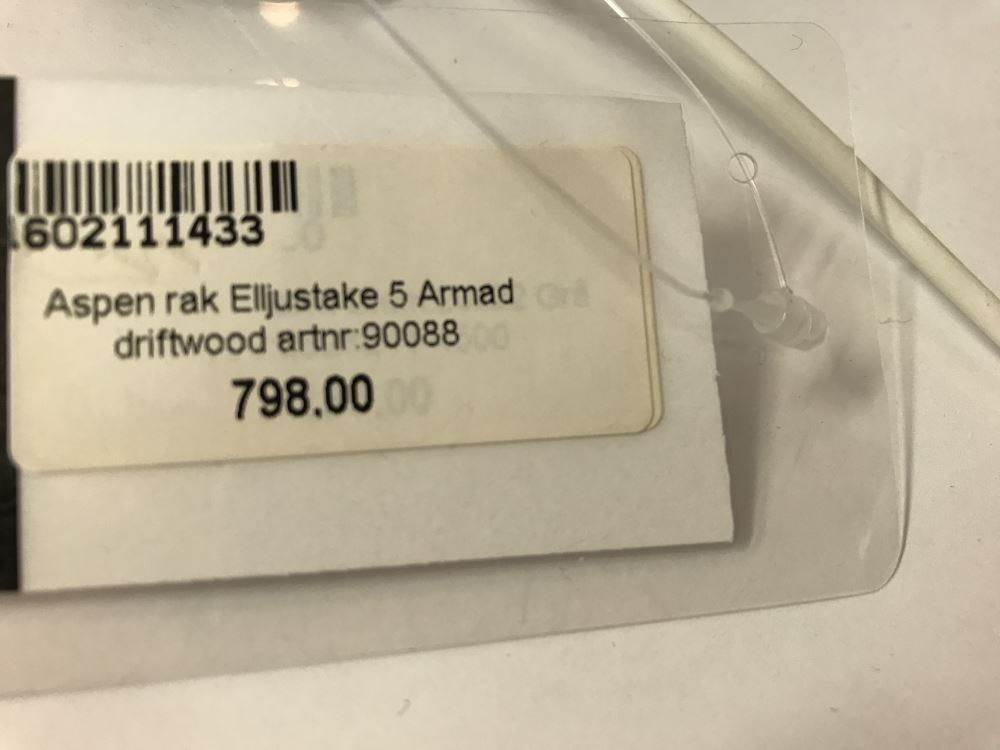 602111433
Aspen rak Elljustake 5 Armad
driftwood artnr:90088
798.00